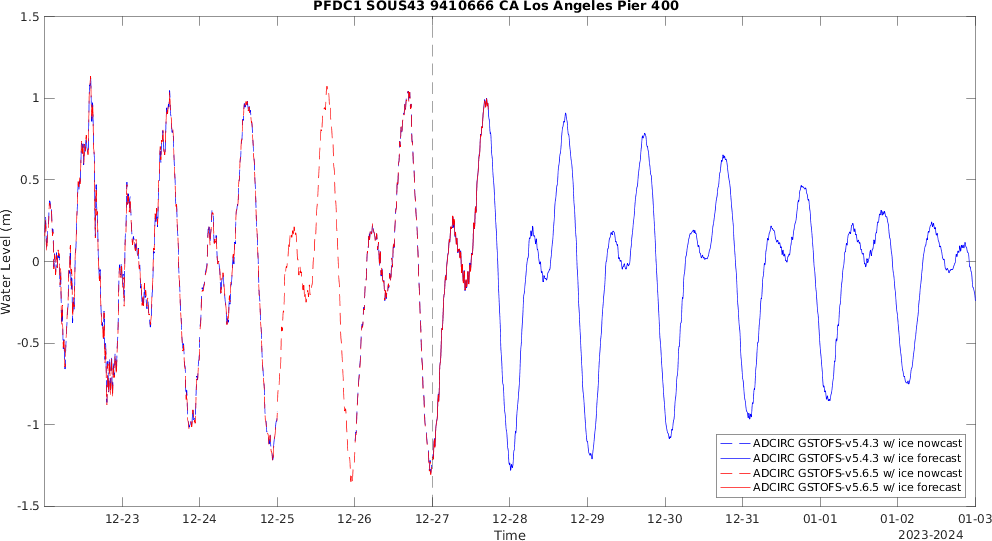 PFDC1 SOUS43 9410666 CA Los Angeles Pier 400
1.5
1
0.5
0
-0.5
-1
-1.5
Water Level (m)
12-23 12-24 12-25 12-26 12-27 12-28 12-29 12-30 12-31 01-01 01-02 01-03
Time
2023-2024
ADCIRC GSTOFS-v5.4.3 w/ ice nowcast
ADCIRC GSTOFS-v5.4.3 w/ ice forecast
ADCIRC GSTOFS-v5.6.5 w/ ice nowcast
ADCIRC GSTOFS-v5.6.5 w/ ice forecast